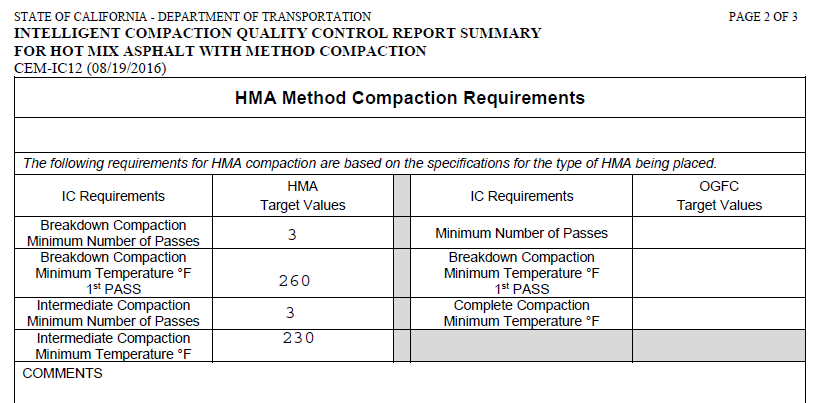 STATE OF CALIFORNIA - DEPARTMENT OF TRANSPORTATION PAGE 2 OF 3
INTELLIGENT COMPACTION QUALITY CONTROL REPORT SUMMARY
FOR HOT MIX ASPHALT WITH METHOD COMPACTION
CEM-IC12 (08/19/2016)
HMA Method Compaction Requirements
The following requirements for HMA compaction are based on the specifications for the type of HMA being placed.
IC Requirements
HMA
Target Values
IC Requirements
OGFC
Target Values
Breakdown Compaction
Minimum Number of Passes
3
Minimum Number of Passes
Breakdown Compaction
Minimum Temperature °F
1st PASS
260
Breakdown Compaction
Minimum Temperature °F
1st PASS
Intermediate Compaction
Minimum Number of Passes
3
Complete Compaction
Minimum Temperature °F
Intermediate Compaction
Minimum Temperature °F
230
COMMENTS